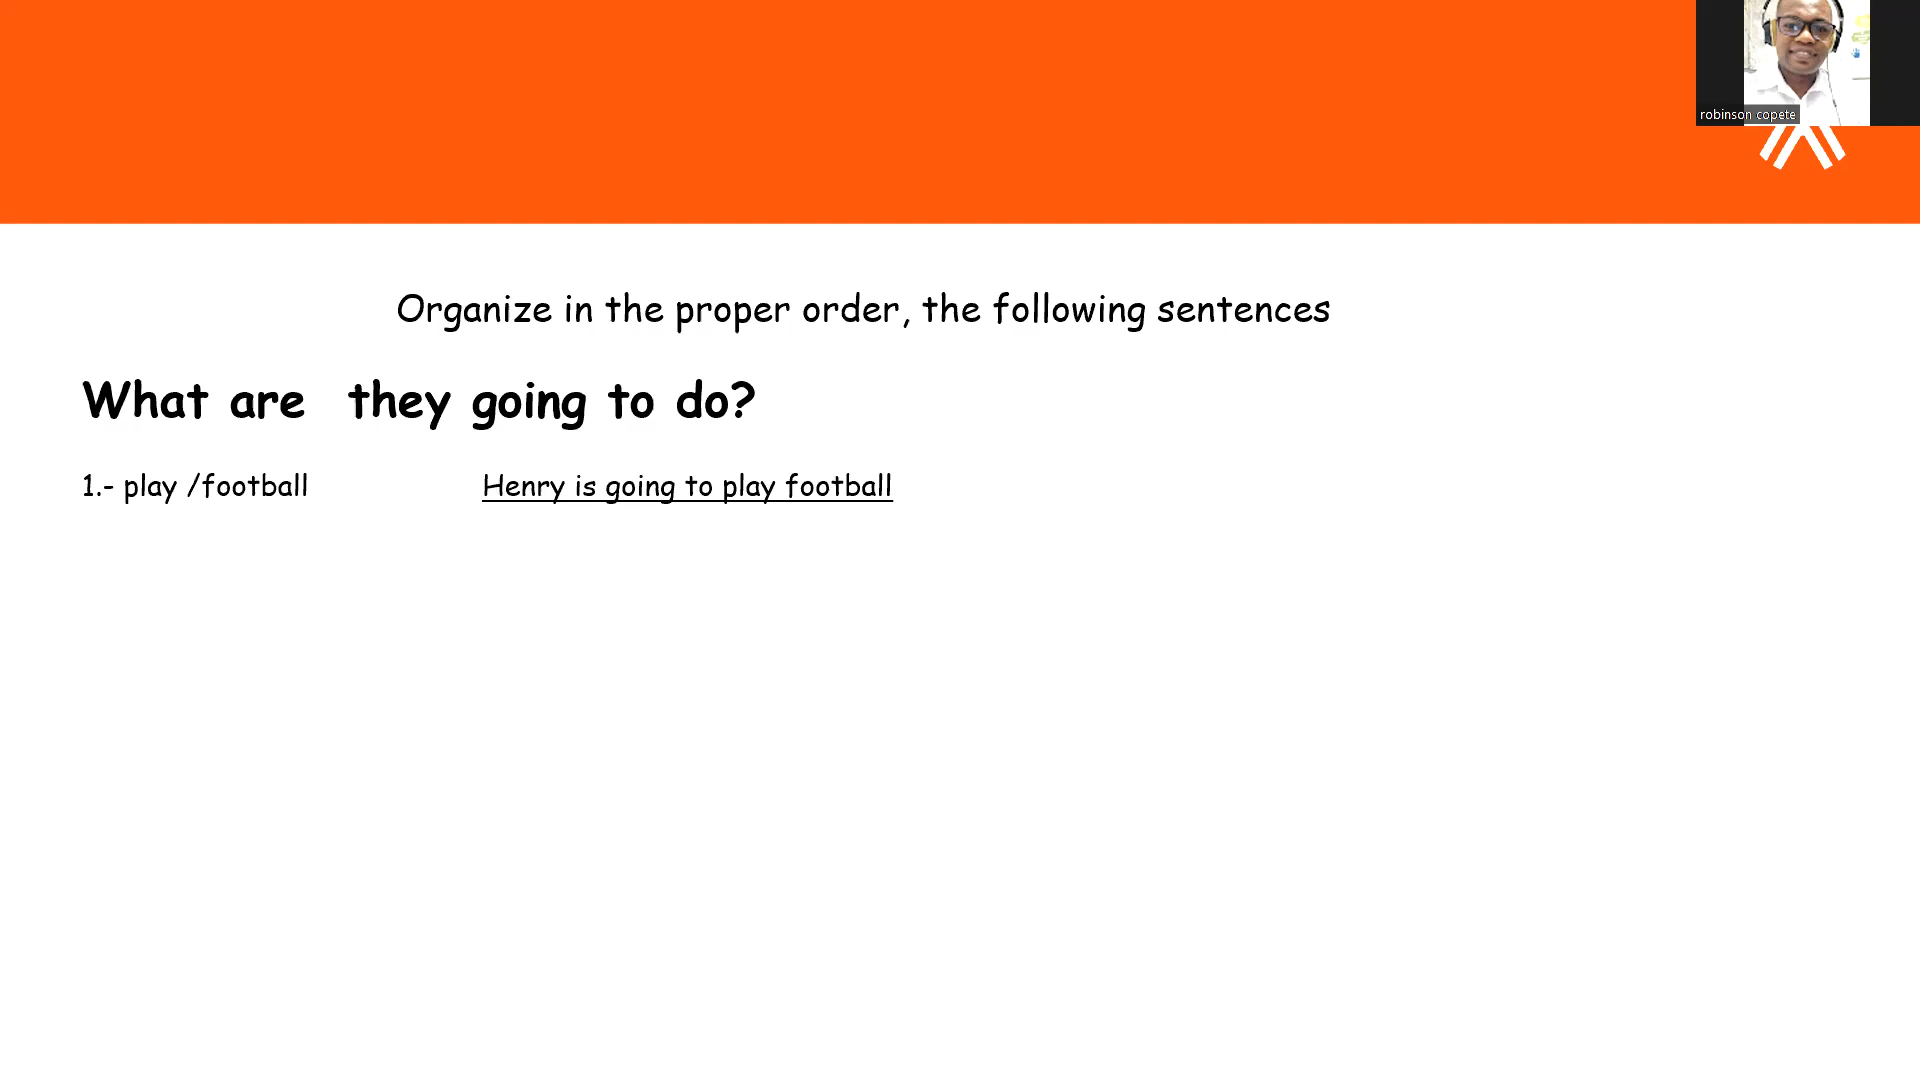 robinson copete
Organize in the proper order, the following sentences
What are they going to do?
1.- play /football Henry is going to play football